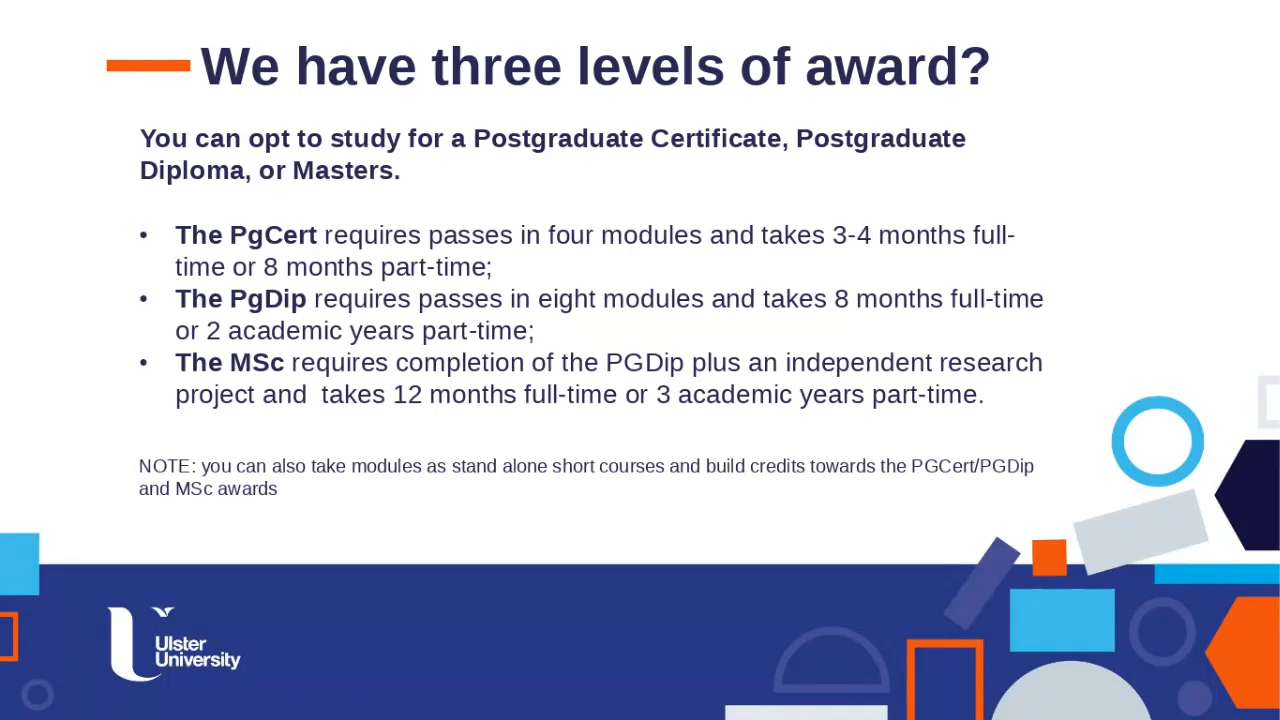 We have three levels of award?
You can opt to study for a Postgraduate Certificate, Postgraduate
Diploma, or Masters.
• The PgCert requires passes in four modules and takes 3-4 months full-
time or 8 months part-time;
• The PgDip requires passes in eight modules and takes 8 months full-time
or 2 academic years part-time;
• The MSc requires completion of the PGDip plus an independent research
project and  takes 12 months full-time or 3 academic years part-time.
NOTE: you can also take modules as stand alone short courses and build credits towards the PGCert/PGDip
and MSc awards
Ulster
University